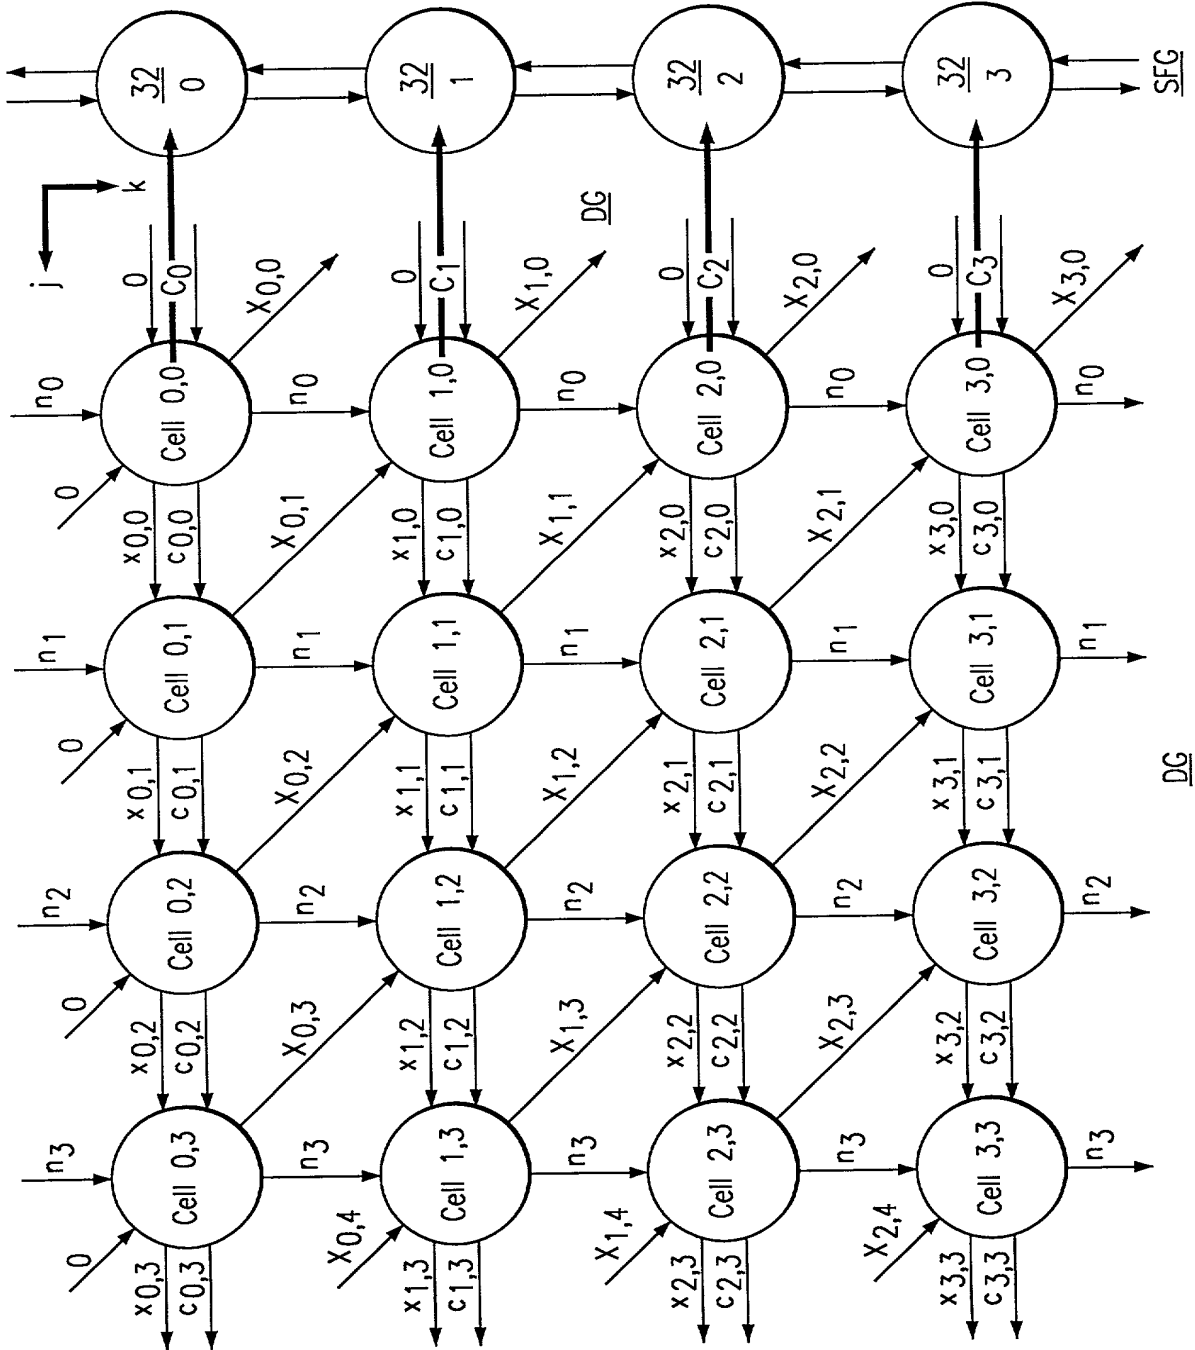 n3 n2 n1 n0 j
0 0 0 0
x0,3 x0,2 x0,1 x0,0 0 k 32
c0,3 Cell 0,3 c0,2 Cell 0,2 c0,1 Cell 0,1 c0,0 Cell 0,0 C0 0
X0,3 X0,2 X0,1 X0,0
n3 n2 n1 n0
X0,4
x1,3 x1,2 x1,1 x1,0 0 32
c1,3 Cell 1,3 c1,2 Cell 1,2 c1,1 Cell 1,1 c1,0 Cell 1,0 C1 1
X1,3 X1,2 X1,1 X1,0
n3 n2 n1 n0 DG
X1,4
x2,3 x2,2 x2,1 x2,0 0 32
c2,3 Cell 2,3 c2,2 Cell 2,2 c2,1 Cell 2,1 c2,0 Cell 2,0 C2 2
X2,3 X2,2 X2,1 X2,0
n3 n2 n1 n0
X2,4
x3,3 x3,2 x3,1 x3,0 0 32
c3,3 Cell 3,3 c3,2 Cell 3,2 c3,1 Cell 3,1 c3,0 Cell 3,0 C3 3
X3,0
n3 n2 n1 n0
DG SFG